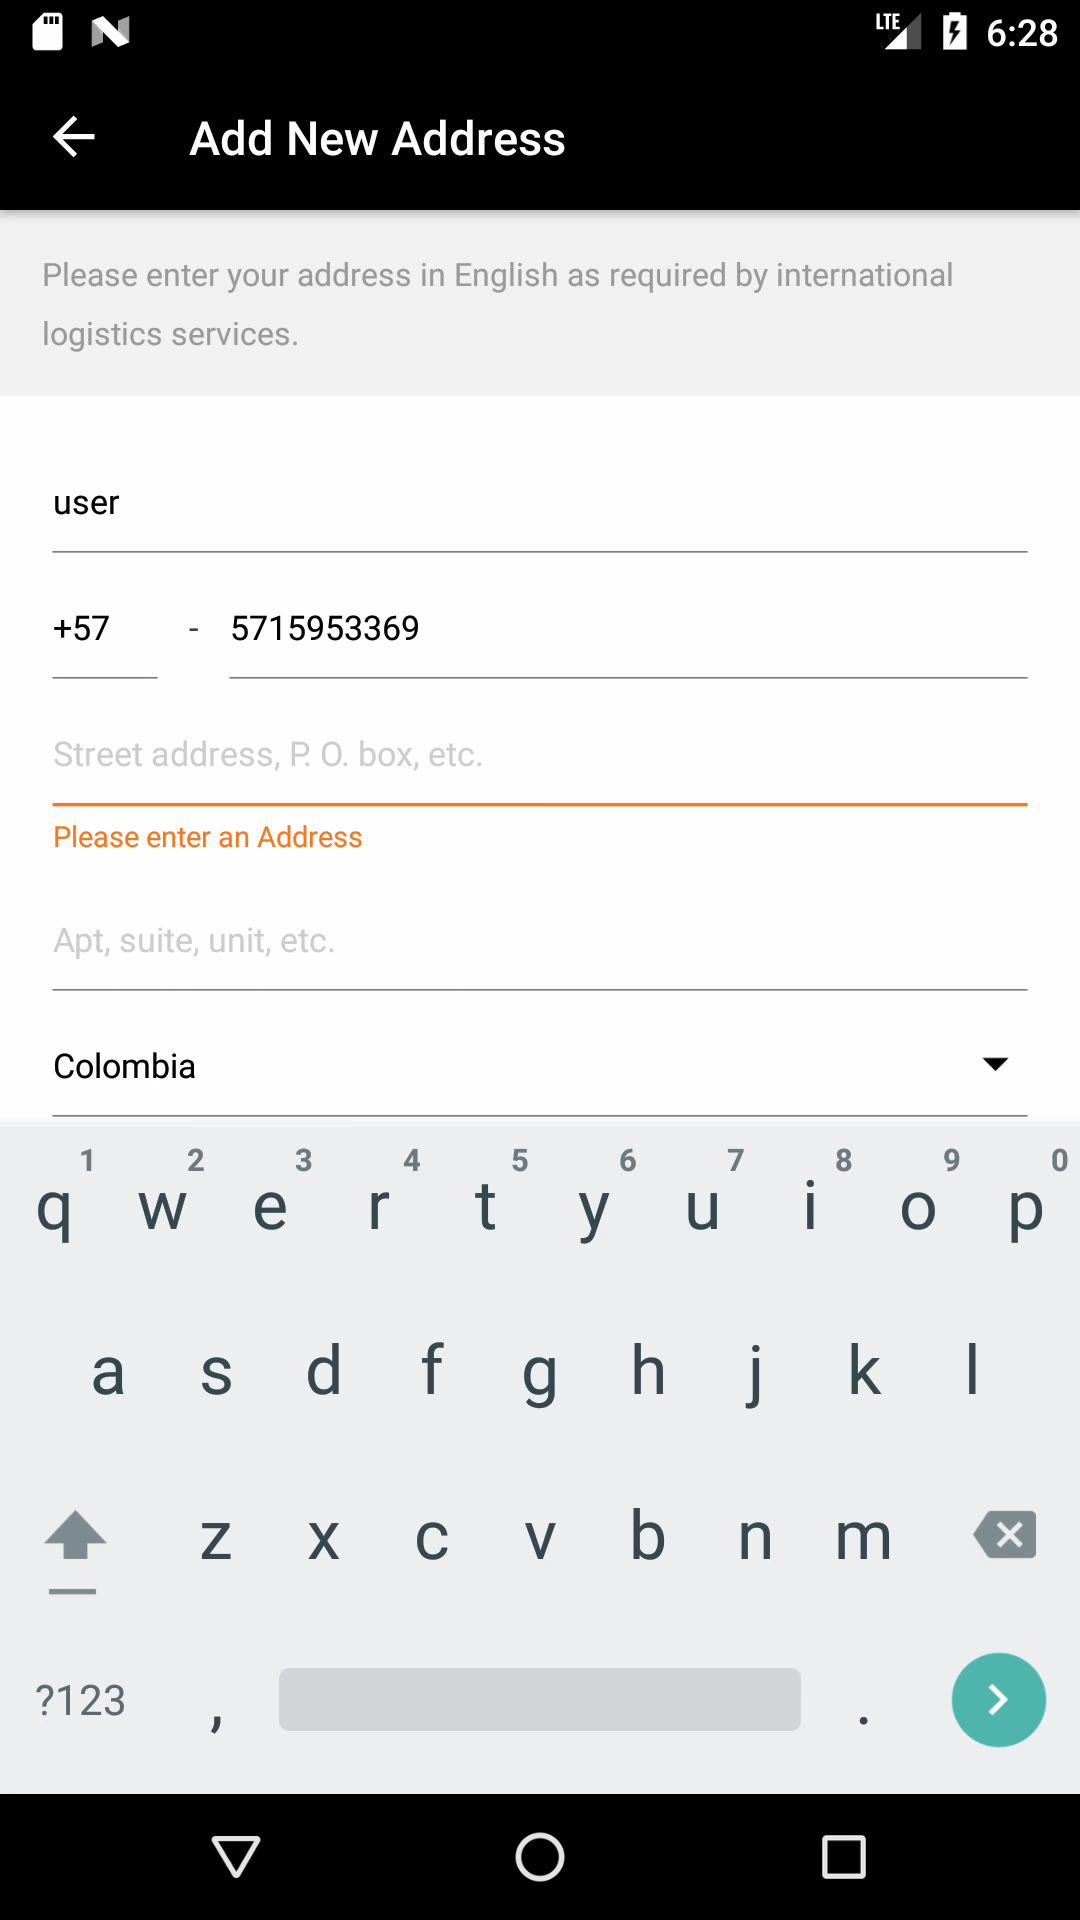 LTE 6:28
Add New Address
Please enter your address in English as required by international
logistics services.
user
+57 - 5715953369
Street address, P. O. box, etc.
Please enter an Address
Apt, suite, unit, etc.
Colombia
1 2 3 4 5 6 7 8 9 0
q w e r t y u i o p
a s d f g h j k l
z x c v b n m
?123 , .